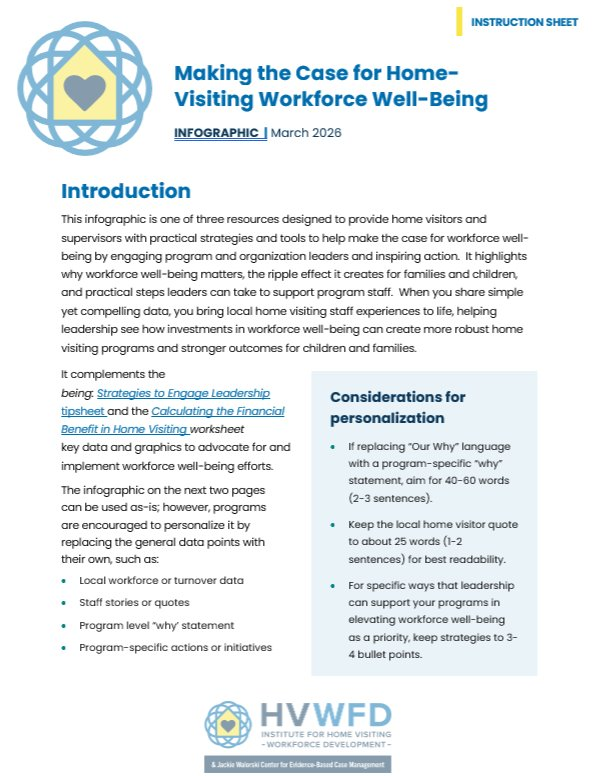 INSTRUCTION SHEET
Making the Case for Home-
Visiting Workforce Well-Being
INFOGRAPHIC | March 2026
Introduction
This infographic is one of three resources designed to provide home visitors and
supervisors with practical strategies and tools to help make the case for workforce well-
being by engaging program and organization leaders and inspiring action.  It highlights
why workforce well-being matters, the ripple effect it creates for families and children,
and practical steps leaders can take to support program staff.  When you share simple
yet compelling data, you bring local home visiting staff experiences to life, helping
leadership see how investments in workforce well-being can create more robust home
visiting programs and stronger outcomes for children and families.
It complements the
being: Strategies to Engage Leadership
tipsheet and the Calculating the Financial
Benefit in Home Visiting worksheet
key data and graphics to advocate for and
implement workforce well-being efforts.
The infographic on the next two pages
can be used as-is; however, programs
are encouraged to personalize it by
replacing the general data points with
their own, such as:
• Local workforce or turnover data
• Staff stories or quotes
• Program level “why’ statement
• Program-specific actions or initiatives
Considerations for
personalization
• If replacing “Our Why” language
with a program-specific “why”
statement, aim for 40-60 words
(2-3 sentences).
• Keep the local home visitor quote
to about 25 words (1-2
sentences) for best readability.
• For specific ways that leadership
can support your programs in
elevating workforce well-being
as a priority, keep strategies to 3-
4 bullet points.
HVWFD
INSTITUTE FOR HOME VISITING
- WORKFORCE DEVELOPMENT -
& Jackie Walorski Center for Evidence-Based Case Management